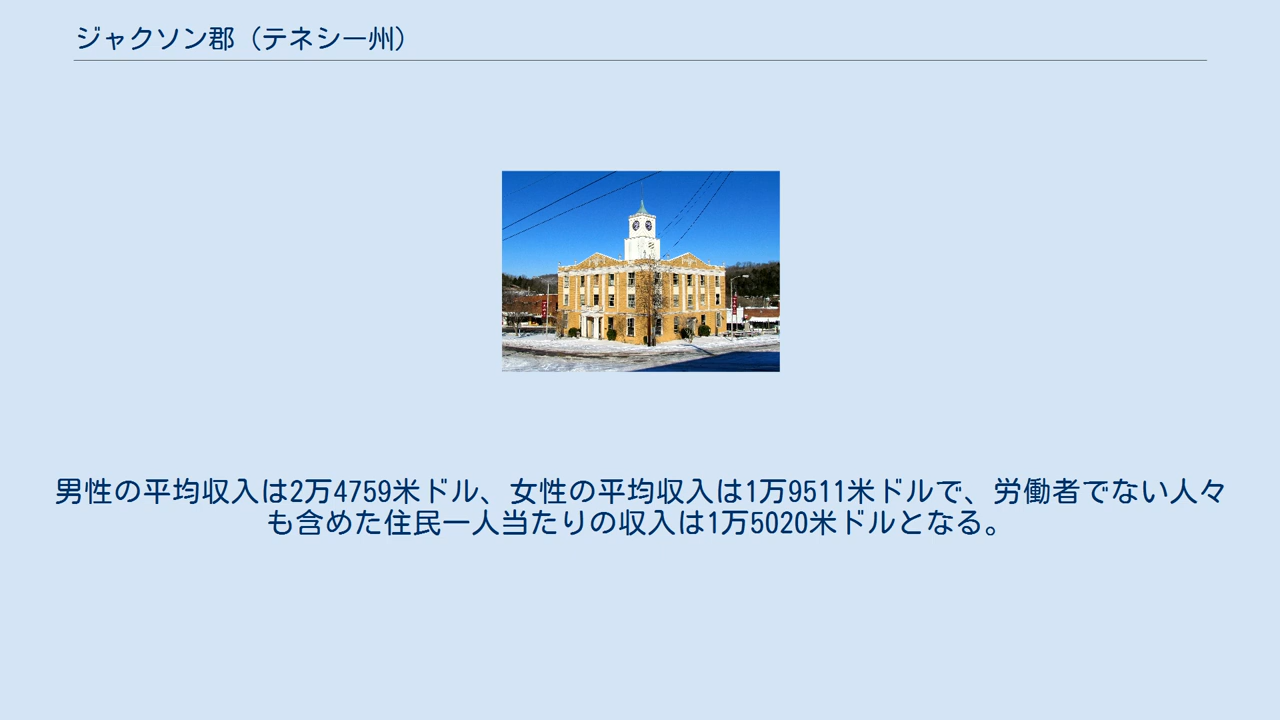 ジャクソン郡（テネシー州）
男性の平均収入は2万4759米ドル、女性の平均収入は1万9511米ドルで、労働者でない人々
も含めた住民一人当たりの収入は1万5020米ドルとなる。